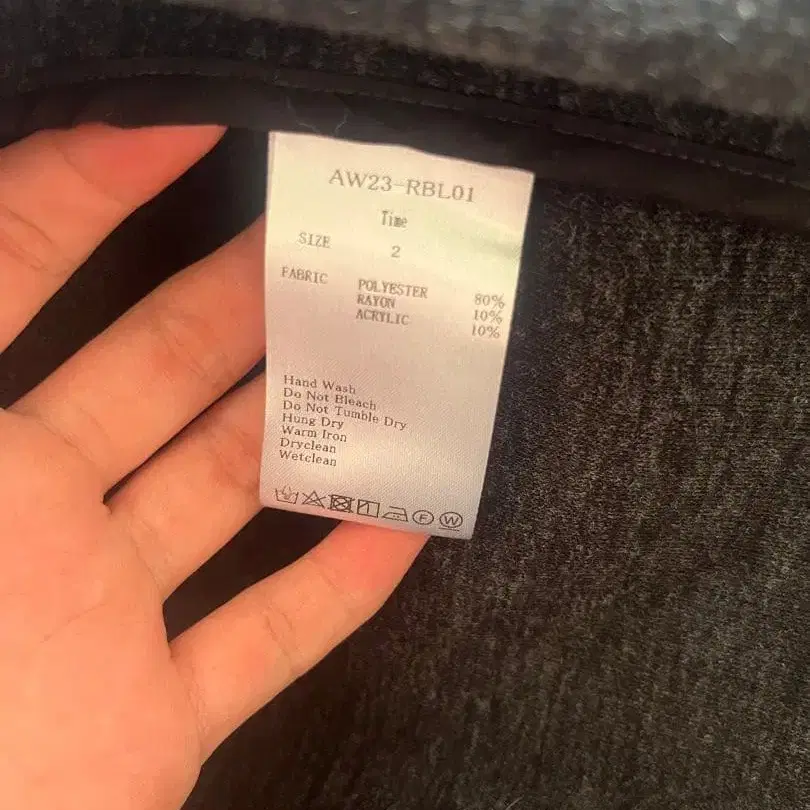 AW23-RBL01
Time
SIZE 2
FABRIC POLYESTER 80%
RAYON 10%
ACRYLIC 10%
Hand Wash
Do Not Bleach
Do Not Tumble Dry
Hung Dry
Warm Iron
Dryclean
Wetclean
F W